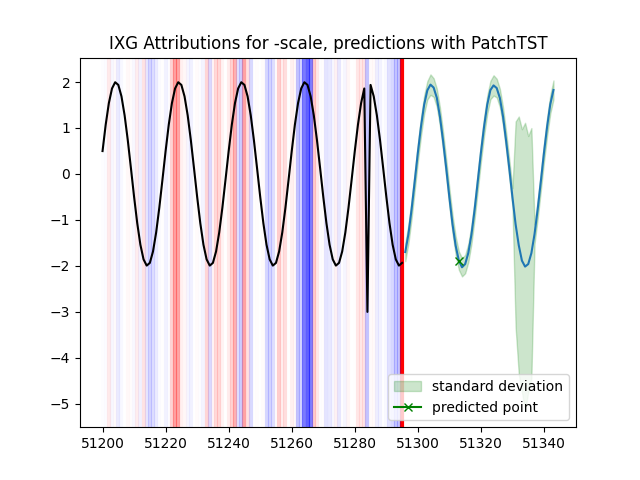 IXG Attributions for -scale, predictions with PatchTST
2
1
0
−1
−2
−3
−4
−5
standard deviation
predicted point
51200 51220 51240 51260 51280 51300 51320 51340